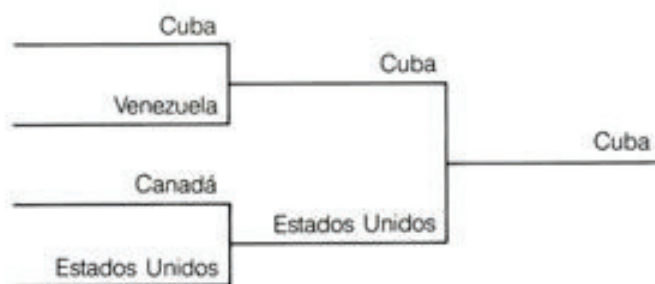 Cuba
Cuba
Venezuela
Cuba
Canadá
Estados Unidos
Estados Unidos